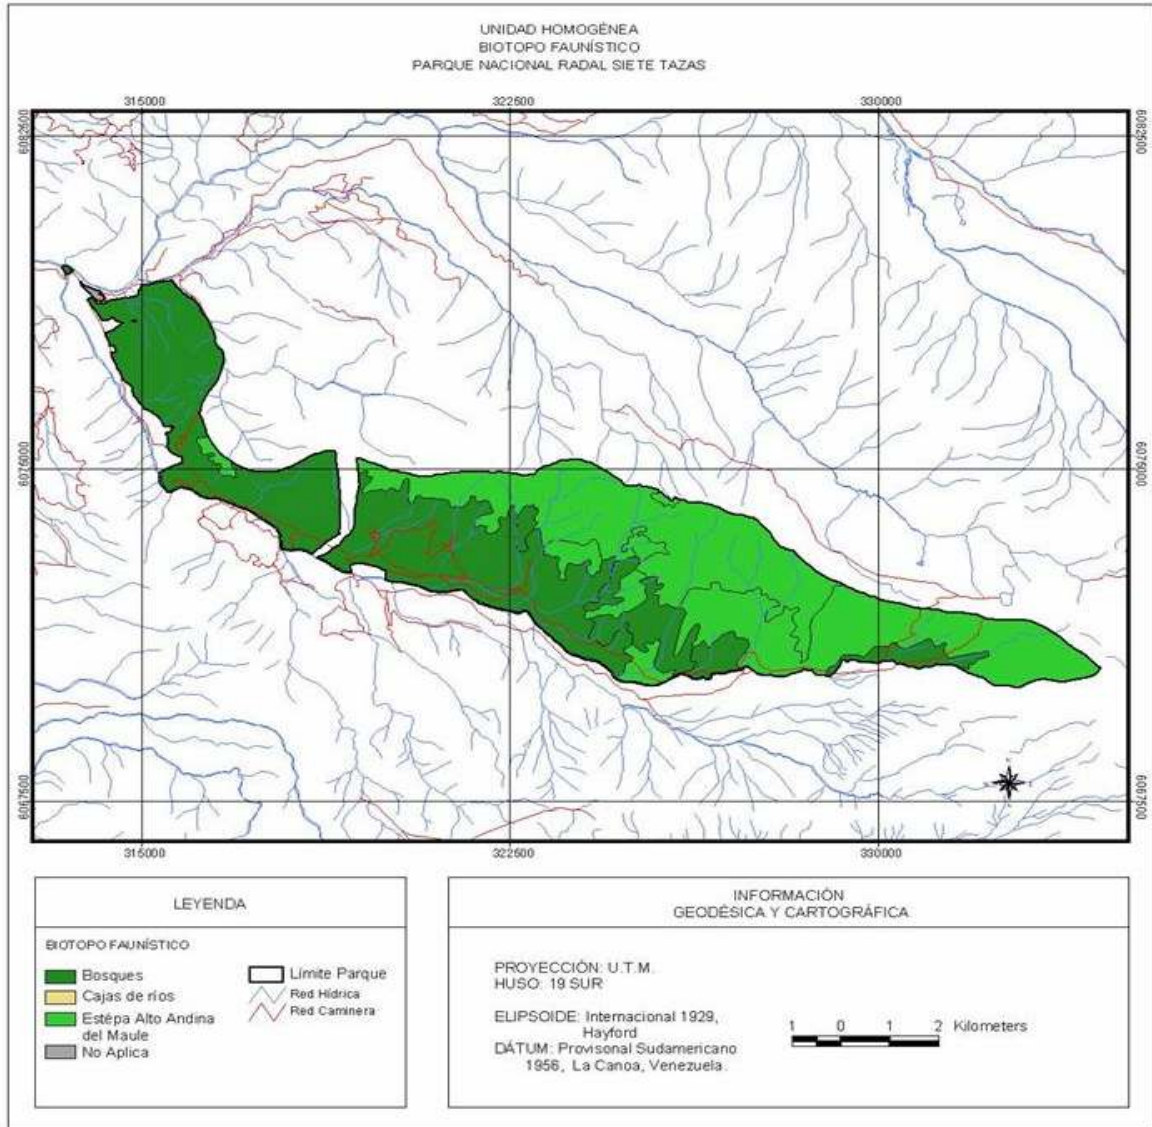 UNIDAD HOMOGÉNEA
BIOTOPO FAUNÍSTICO
PARQUE NACIONAL RADAL SIETE TAZAS
315000 322500 330000
6082500 6082500
6075000 6075000
6067500 6067500
315000 322500 330000
LEYENDA
BIOTOPO FAUNÍSTICO
Bosques
Cajas de ríos
Estépa Alto Andina
del Maule
No Aplica
Límite Parque
Red Hídrica
Red Caminera
INFORMACIÓN
GEODÉSICA Y CARTOGRÁFICA
PROYECCIÓN: U.T.M.
HUSO: 19 SUR
ELIPSOIDE: Internacional 1929,
Hayford
DÁTUM: Provisonal Sudamericano
1956, La Canoa, Venezuela.
1 0 1 2 Kilometers